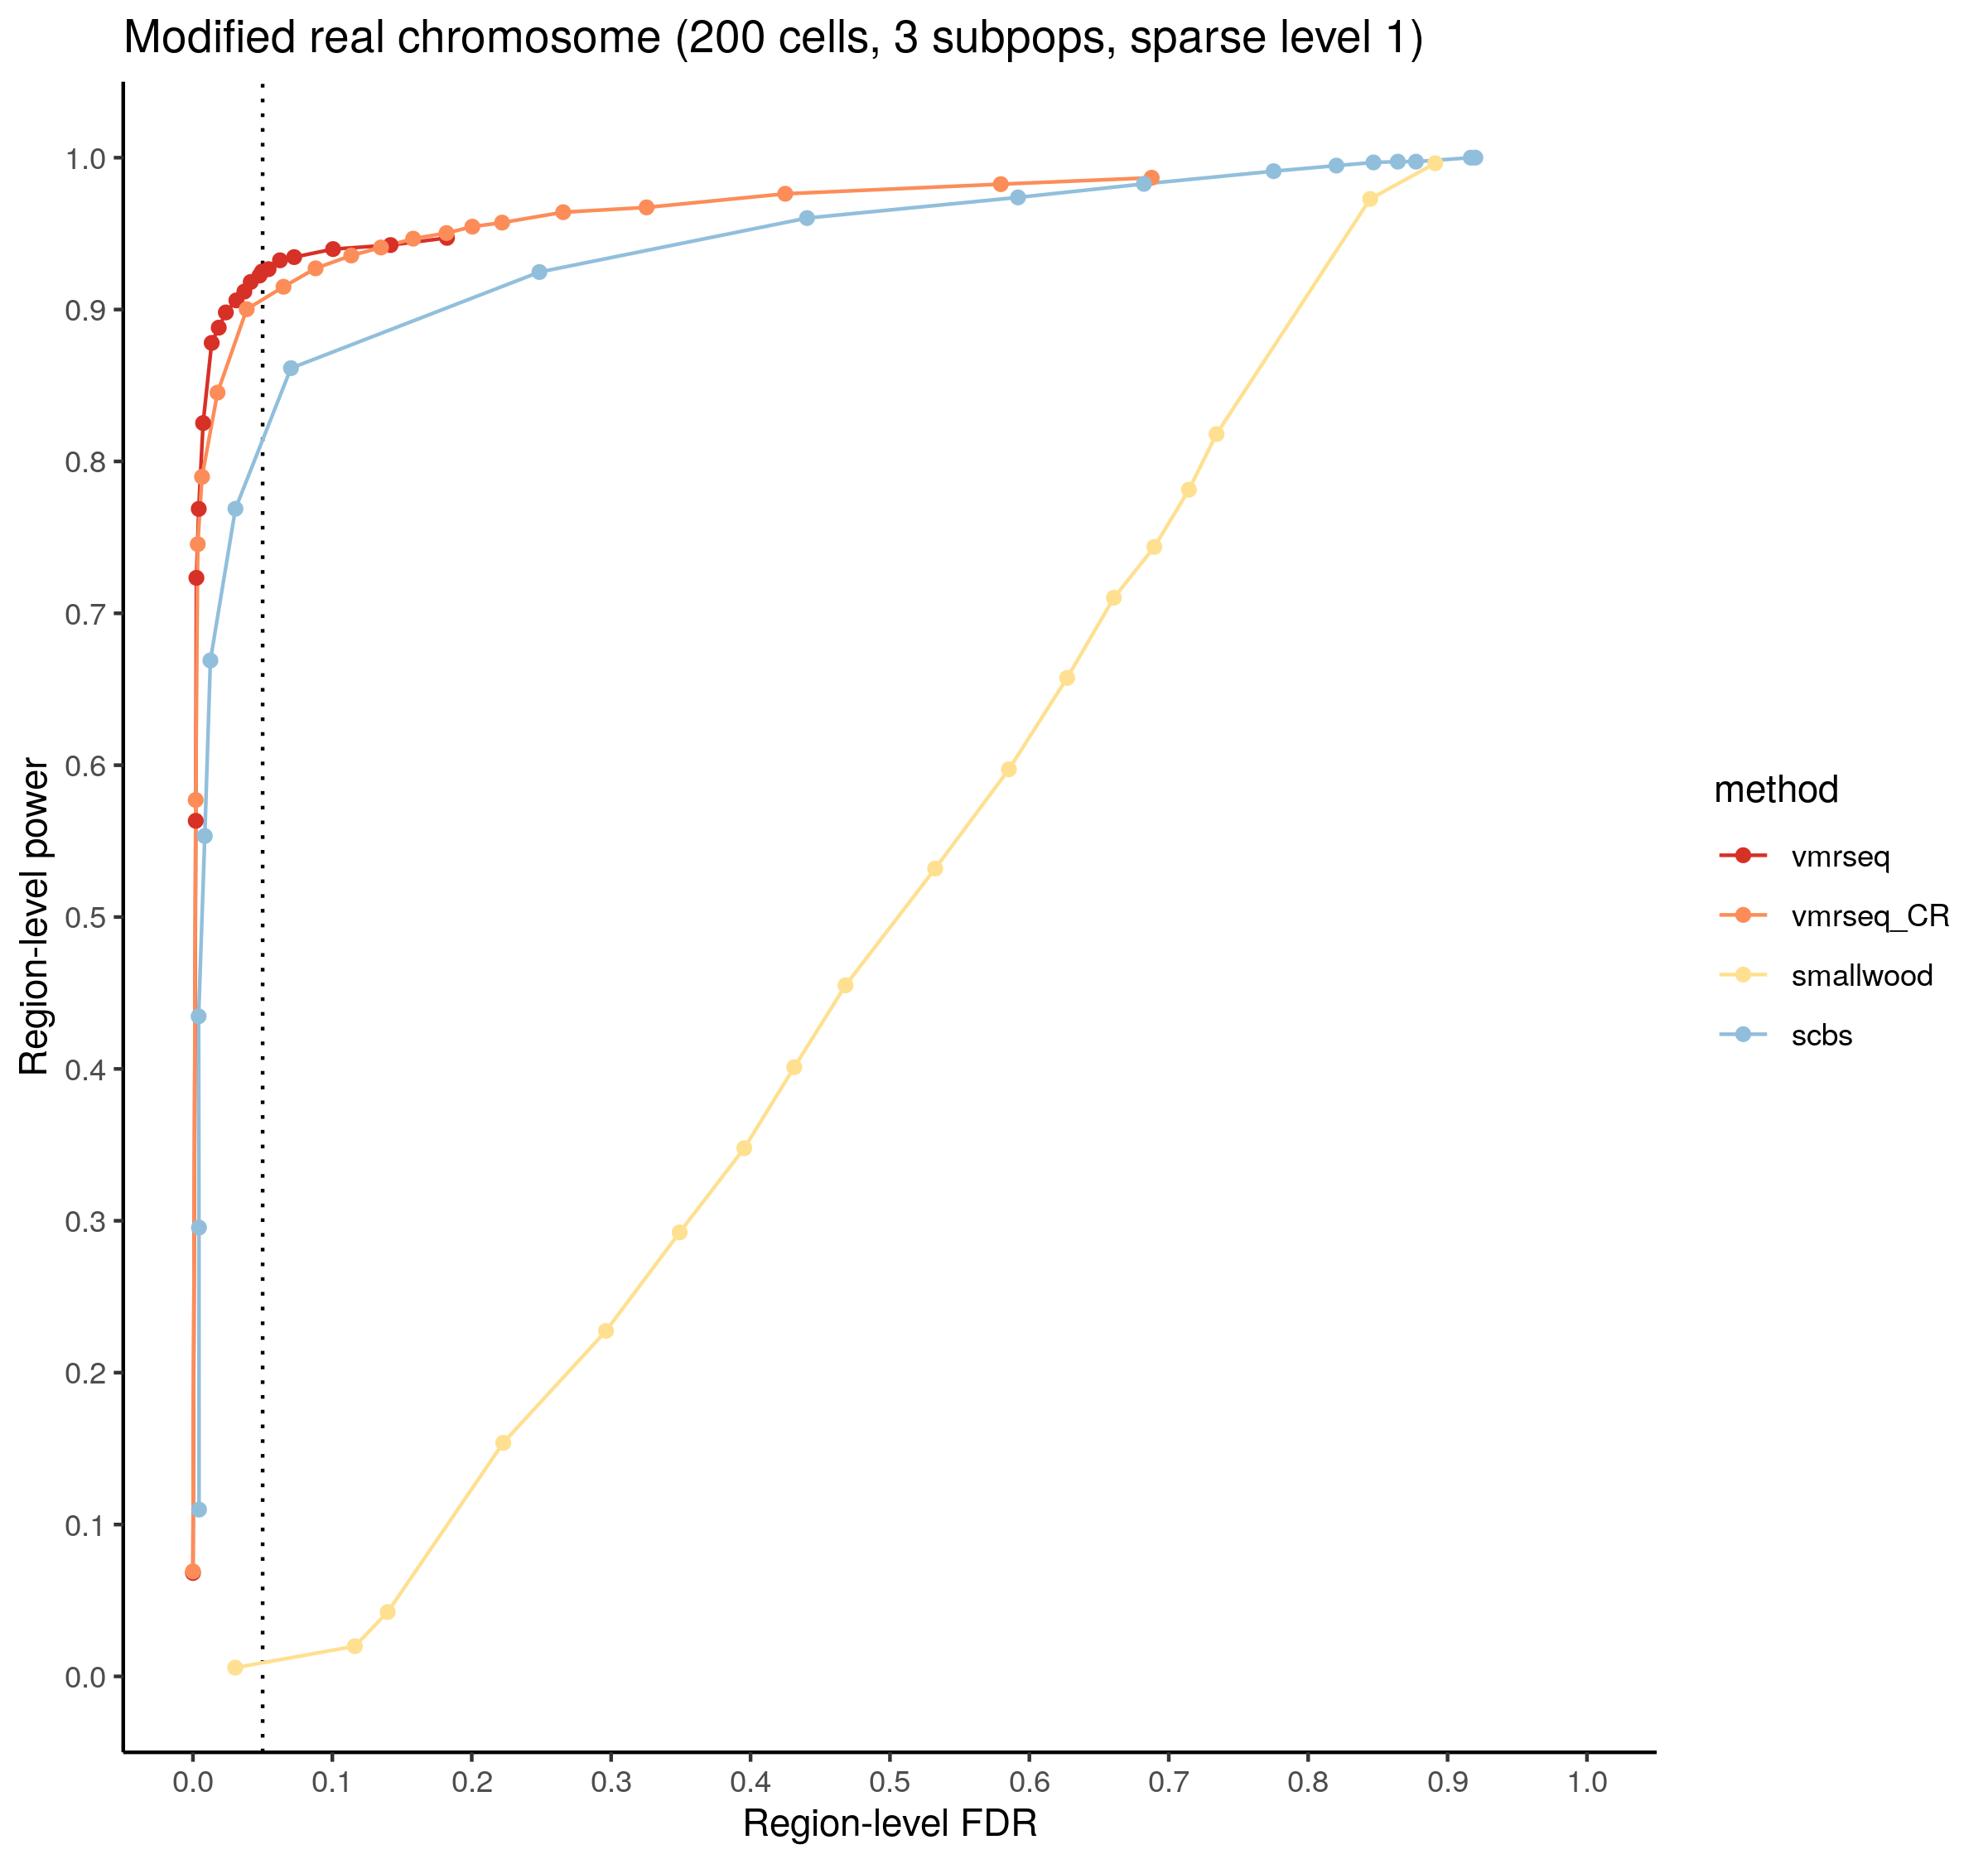 Modified real chromosome (200 cells, 3 subpops, sparse level 1)
Region-level power
1.0
0.9
0.8
0.7
0.6
0.5
0.4
0.3
0.2
0.1
0.0
0.0 0.1 0.2 0.3 0.4 0.5 0.6 0.7 0.8 0.9 1.0
Region-level FDR
method
vmrseq
vmrseq_CR
smallwood
scbs